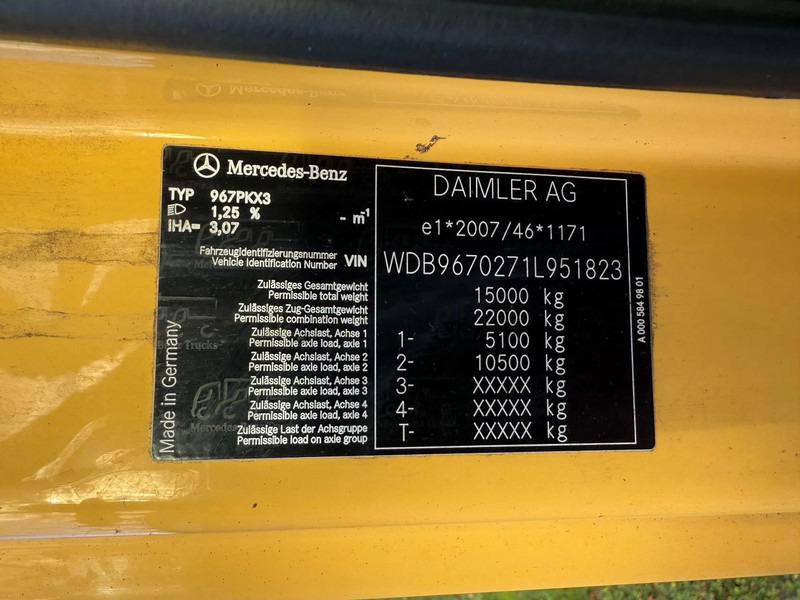 Mercedes-Benz
TYP 967PKX3
1,25 % - m-1
iHA= 3,07
Fahrzeugidentifizierungsnummer
Vehicle Identification Number VIN
Zulässiges Gesamtgewicht
Permissible total weight
Zulässiges Zug-Gesamtgewicht
Permissible combination weight
Zulässige Achslast, Achse 1
Permissible axle load, axle 1
Zulässige Achslast, Achse 2
Permissible axle load, axle 2
Zulässige Achslast, Achse 3
Permissible axle load, axle 3
Zulässige Achslast, Achse 4
Permissible axle load, axle 4
Zulässige Last der Achsgruppe
Permissible load on axle group
DAIMLER AG
e1*2007/46*1171
WDB9670271L951823
15000 kg
22000 kg
1- 5100 kg
2- 10500 kg
3- XXXXX kg
4- XXXXX kg
T- XXXXX kg
Made in Germany
A 000 584 98 01
Trucks
Mercedes
Mercedes-Benz